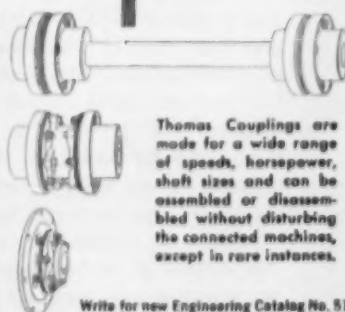 Thomas Couplings are
made for a wide range
of speeds, horsepower,
shaft sizes and can be
assembled or disassem-
bled without disturbing
the connected machines,
except in rare instances.
Write for new Engineering Catalog No. 51